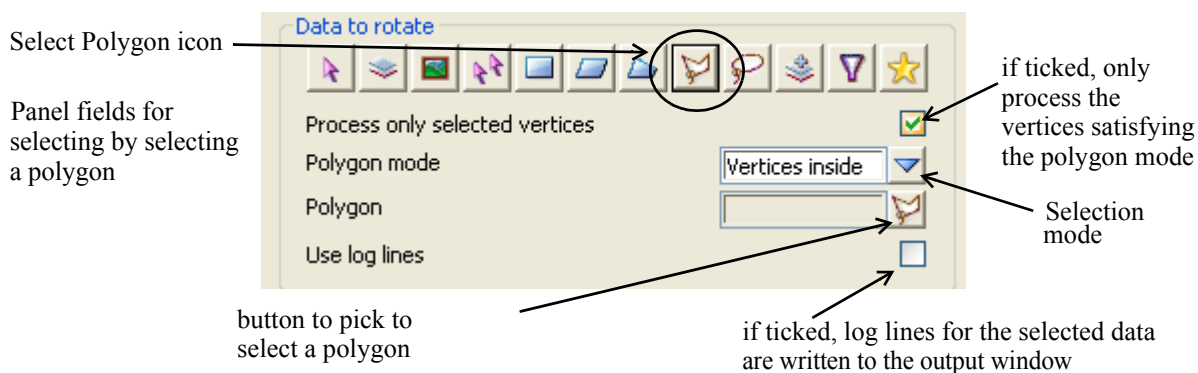 Data to rotate
Select Polygon icon
Panel fields for
selecting by selecting
a polygon
Process only selected vertices
Polygon mode
Vertices inside
Polygon
Use log lines
if ticked, only
process the
vertices satisfying
the polygon mode
Selection
mode
button to pick to
select a polygon
if ticked, log lines for the selected data
are written to the output window